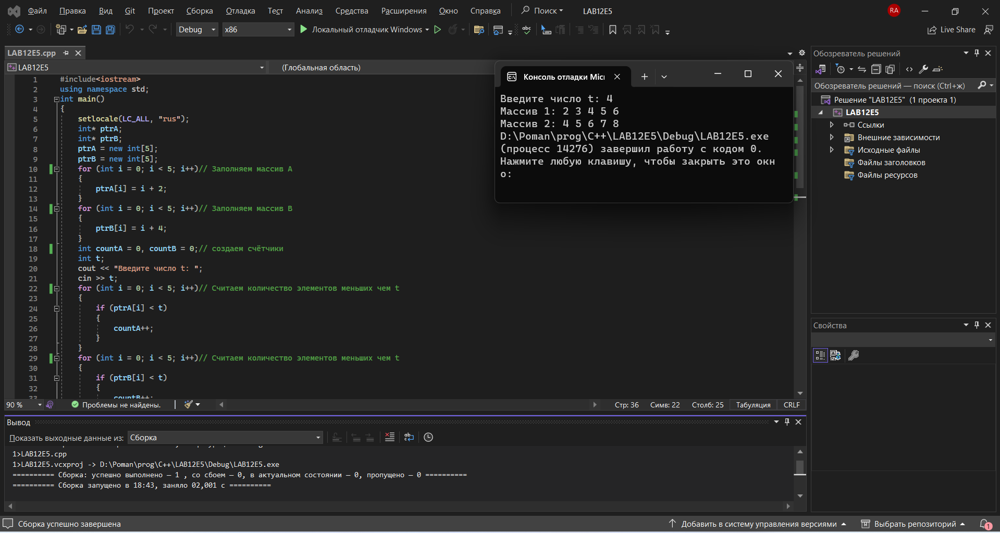 Файл Правка Вид Git Проект Сборка Отладка Тест Анализ Средства Расширения Окно Справка Поиск LAB12E5 RA
Debug x86 Локальный отладчик Windows Live Share
LAB12E5.cpp
LAB12E5 (Глобальная область)
1 #include<iostream>
2 using namespace std;
3 int main()
4 {
5 setlocale(LC_ALL, "rus");
6 int* ptrA;
7 int* ptrB;
8 ptrA = new int[5];
9 ptrB = new int[5];
10 for (int i = 0; i < 5; i++)// Заполняем массив A
11 {
12 ptrA[i] = i + 2;
13 }
14 for (int i = 0; i < 5; i++)// Заполняем массив B
15 {
16 ptrB[i] = i + 4;
17 }
18 int countA = 0, countB = 0;// создаем счётчики
19 int t;
20 cout << "Введите число t: ";
21 cin >> t;
22 for (int i = 0; i < 5; i++)// Считаем количество элементов меньших чем t
23 {
24 if (ptrA[i] < t)
25 {
26 countA++;
27 }
28 }
29 for (int i = 0; i < 5; i++)// Считаем количество элементов меньших чем t
30 {
31 if (ptrB[i] < t)
32 {
33 countB++;
Консоль отладки Micr
Введите число t: 4
Массив 1: 2 3 4 5 6
Массив 2: 4 5 6 7 8
D:\Poman\prog\C++\LAB12E5\Debug\LAB12E5.exe
(процесс 14276) завершил работу с кодом 0.
Нажмите любую клавишу, чтобы закрыть это окн
о:
90 % Проблемы не найдены. Стр: 36 Симв: 22 Столб: 25 Табуляция CRLF
Вывод
Показать выходные данные из: Сборка
1>LAB12E5.cpp
1>LAB12E5.vcxproj -> D:\Poman\prog\C++\LAB12E5\Debug\LAB12E5.exe
========== Сборка: успешно выполнено – 1 , со сбоем – 0, в актуальном состоянии – 0, пропущено – 0 ==========
========== Сборка запущено в 18:43, заняло 02,001 с ==========
Обозреватель решений
Обозреватель решений — поиск (Ctrl+ж)
Решение "LAB12E5" (1 проекта 1)
LAB12E5
Ссылки
Внешние зависимости
Исходные файлы
Файлы заголовков
Файлы ресурсов
Свойства
Сборка успешно завершена Добавить в систему управления версиями Выбрать репозиторий 1